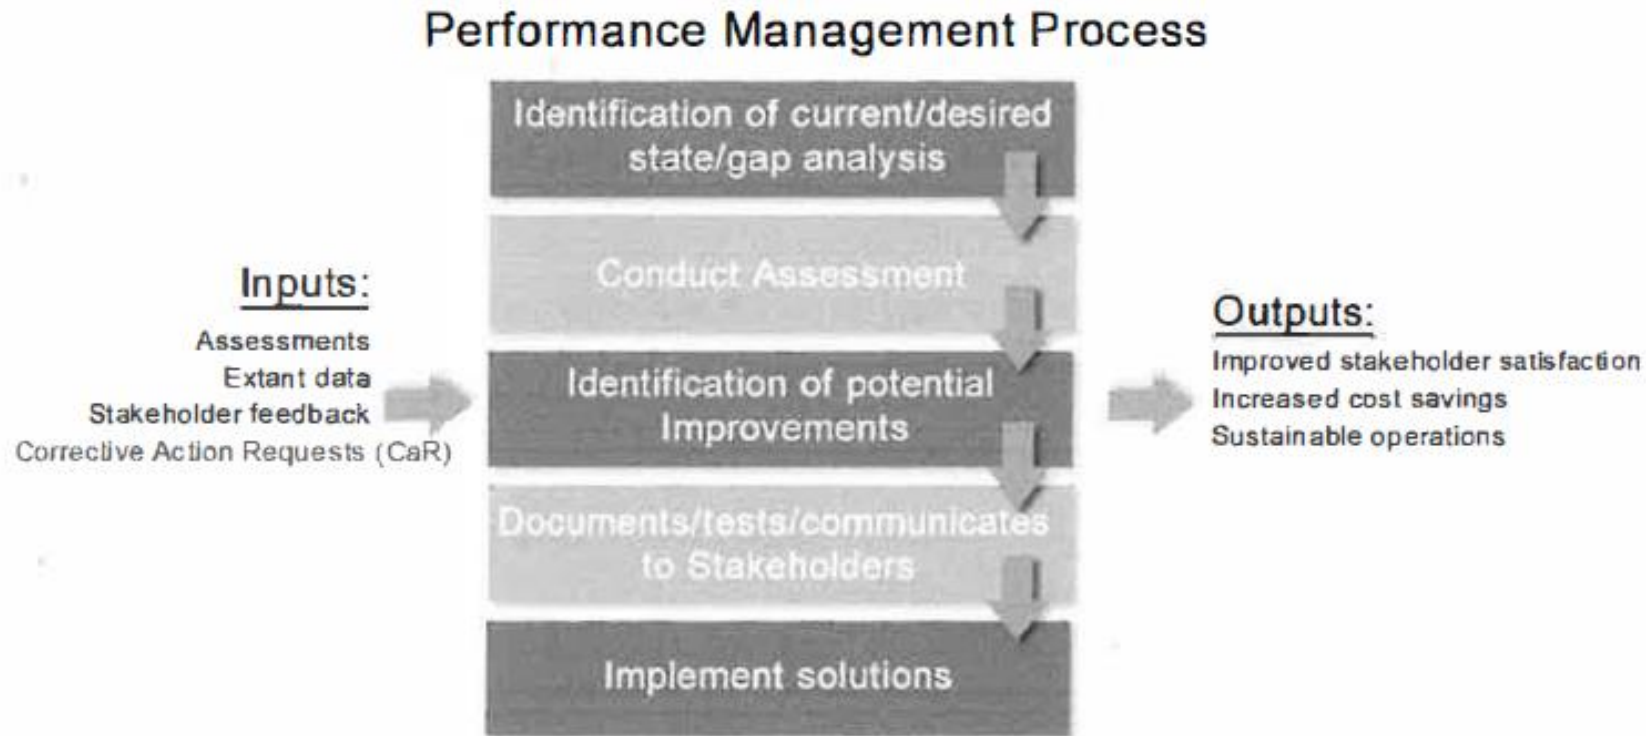 Performance Management Process
Identification of current/desired
state/gap analysis
Conduct Assessment
Identification of potential
Improvements
Documents/tests/communicates
to Stakeholders
Implement solutions
Inputs:
Assessments
Extant data
Stakeholder feedback
Corrective Action Requests (CaR)
Outputs:
Improved stakeholder satisfaction
Increased cost savings
Sustainable operations